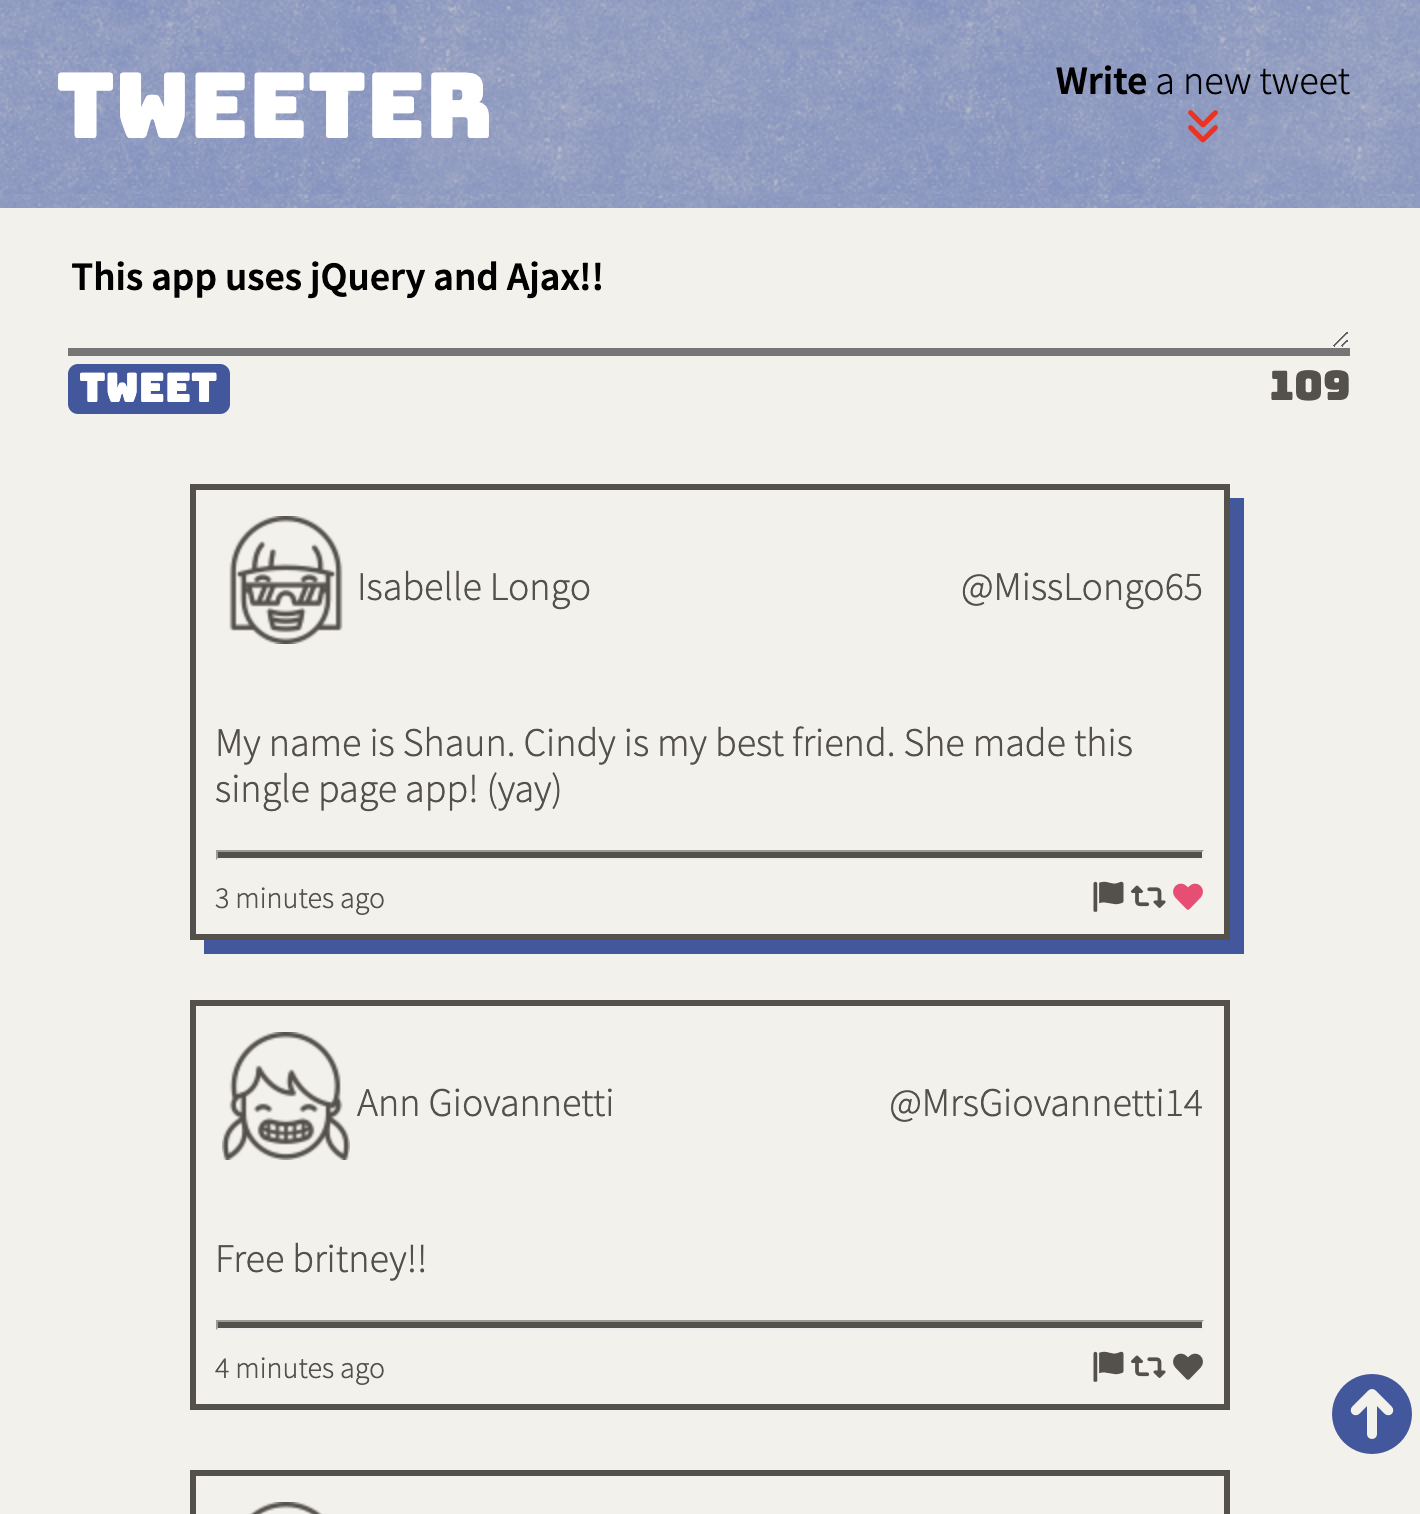 TWEETER
Write a new tweet
This app uses jQuery and Ajax!!
TWEET
109
Isabelle Longo
@MissLongo65
My name is Shaun. Cindy is my best friend. She made this
single page app! (yay)
3 minutes ago
Ann Giovannetti
@MrsGiovannetti14
Free britney!!
4 minutes ago